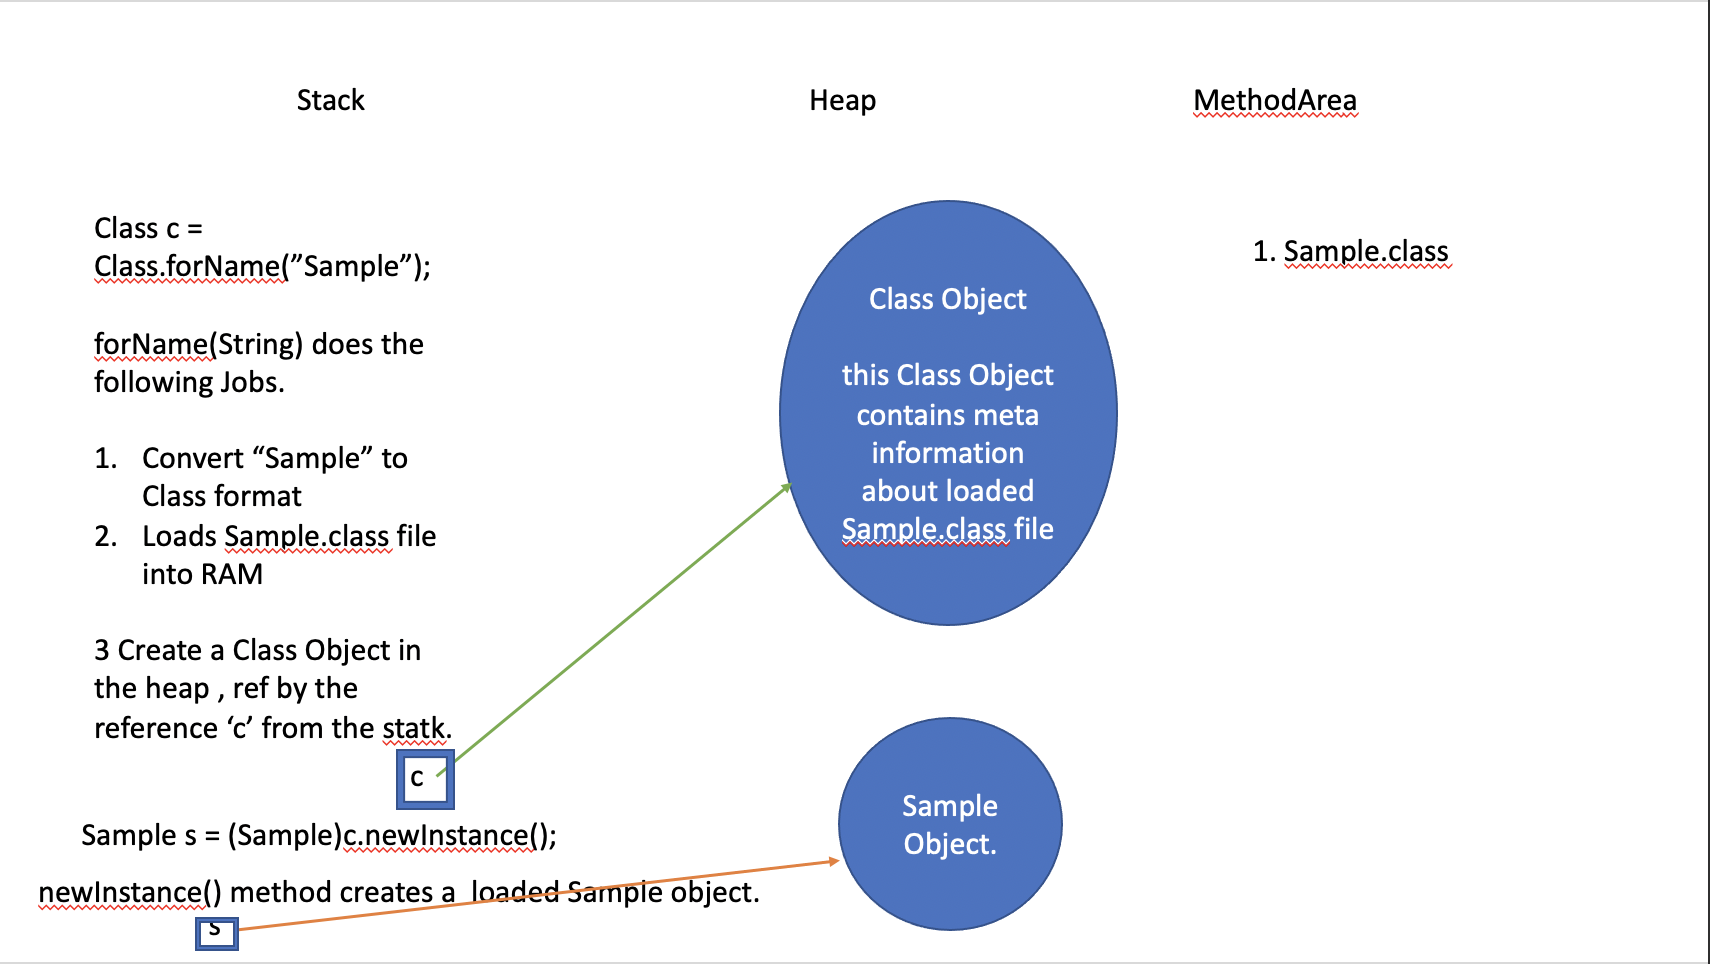 Stack
Heap
MethodArea
Class c =
Class.forName(”Sample”);
forName(String) does the
following Jobs.
1. Convert “Sample” to
Class format
2. Loads Sample.class file
into RAM
3 Create a Class Object in
the heap , ref by the
reference ‘c’ from the statk.
c
Sample s = (Sample)c.newInstance();
newInstance() method creates a  loaded Sample object.
s
Class Object
this Class Object
contains meta
information
about loaded
Sample.class file
Sample
Object.
1. Sample.class